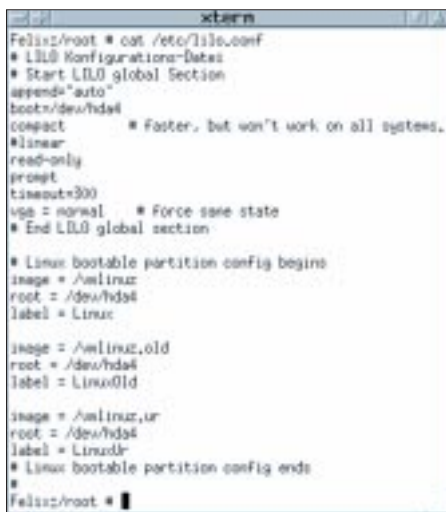 xterm
Felix:/root # cat /etc/lilo.conf
# LILO Konfigurations-Datei
# Start LILO global Section
append="auto"
boot=/dev/hda4
compact # Faster, but won't work on all systems.
#linear
read-only
prompt
timeout=300
vga = normal # Force sane state
# End LILO global section
# Linux bootable partition config begins
image = /vmlinuz
root = /dev/hda4
label = Linux
image = /vmlinuz.old
root = /dev/hda4
label = LinuxOld
image = /vmlinuz.ur
root = /dev/hda4
label = LinuxUr
# Linux bootable partition config ends
#
Felix:/root #